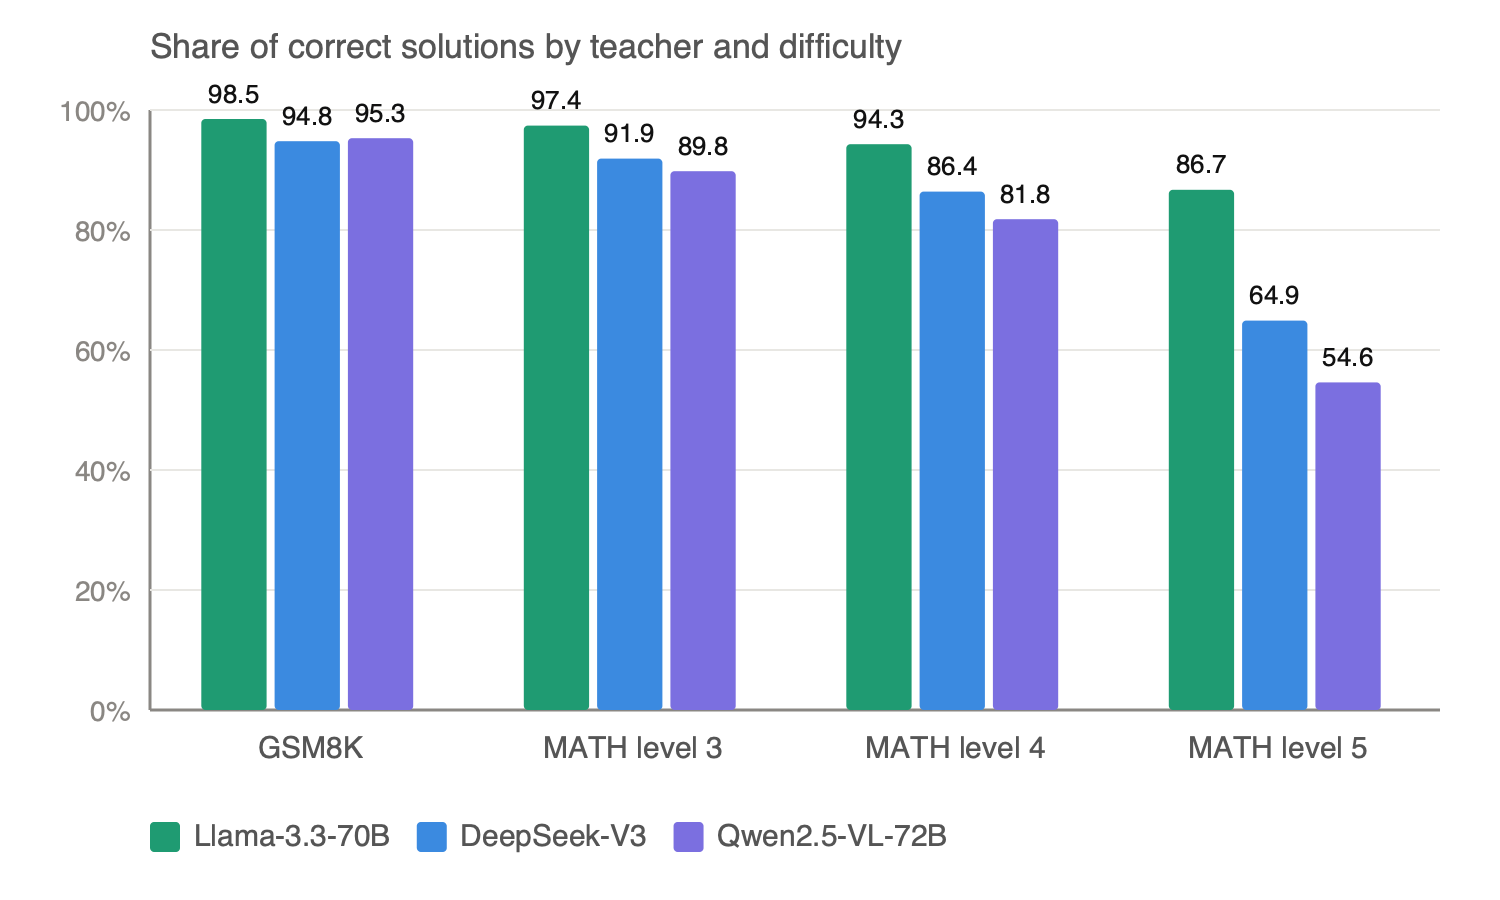 Share of correct solutions by teacher and difficulty
100%
80%
60%
40%
20%
0%
98.5
94.8
95.3
97.4
91.9
89.8
94.3
86.4
81.8
86.7
64.9
54.6
GSM8K
MATH level 3
MATH level 4
MATH level 5
Llama-3.3-70B
DeepSeek-V3
Qwen2.5-VL-72B